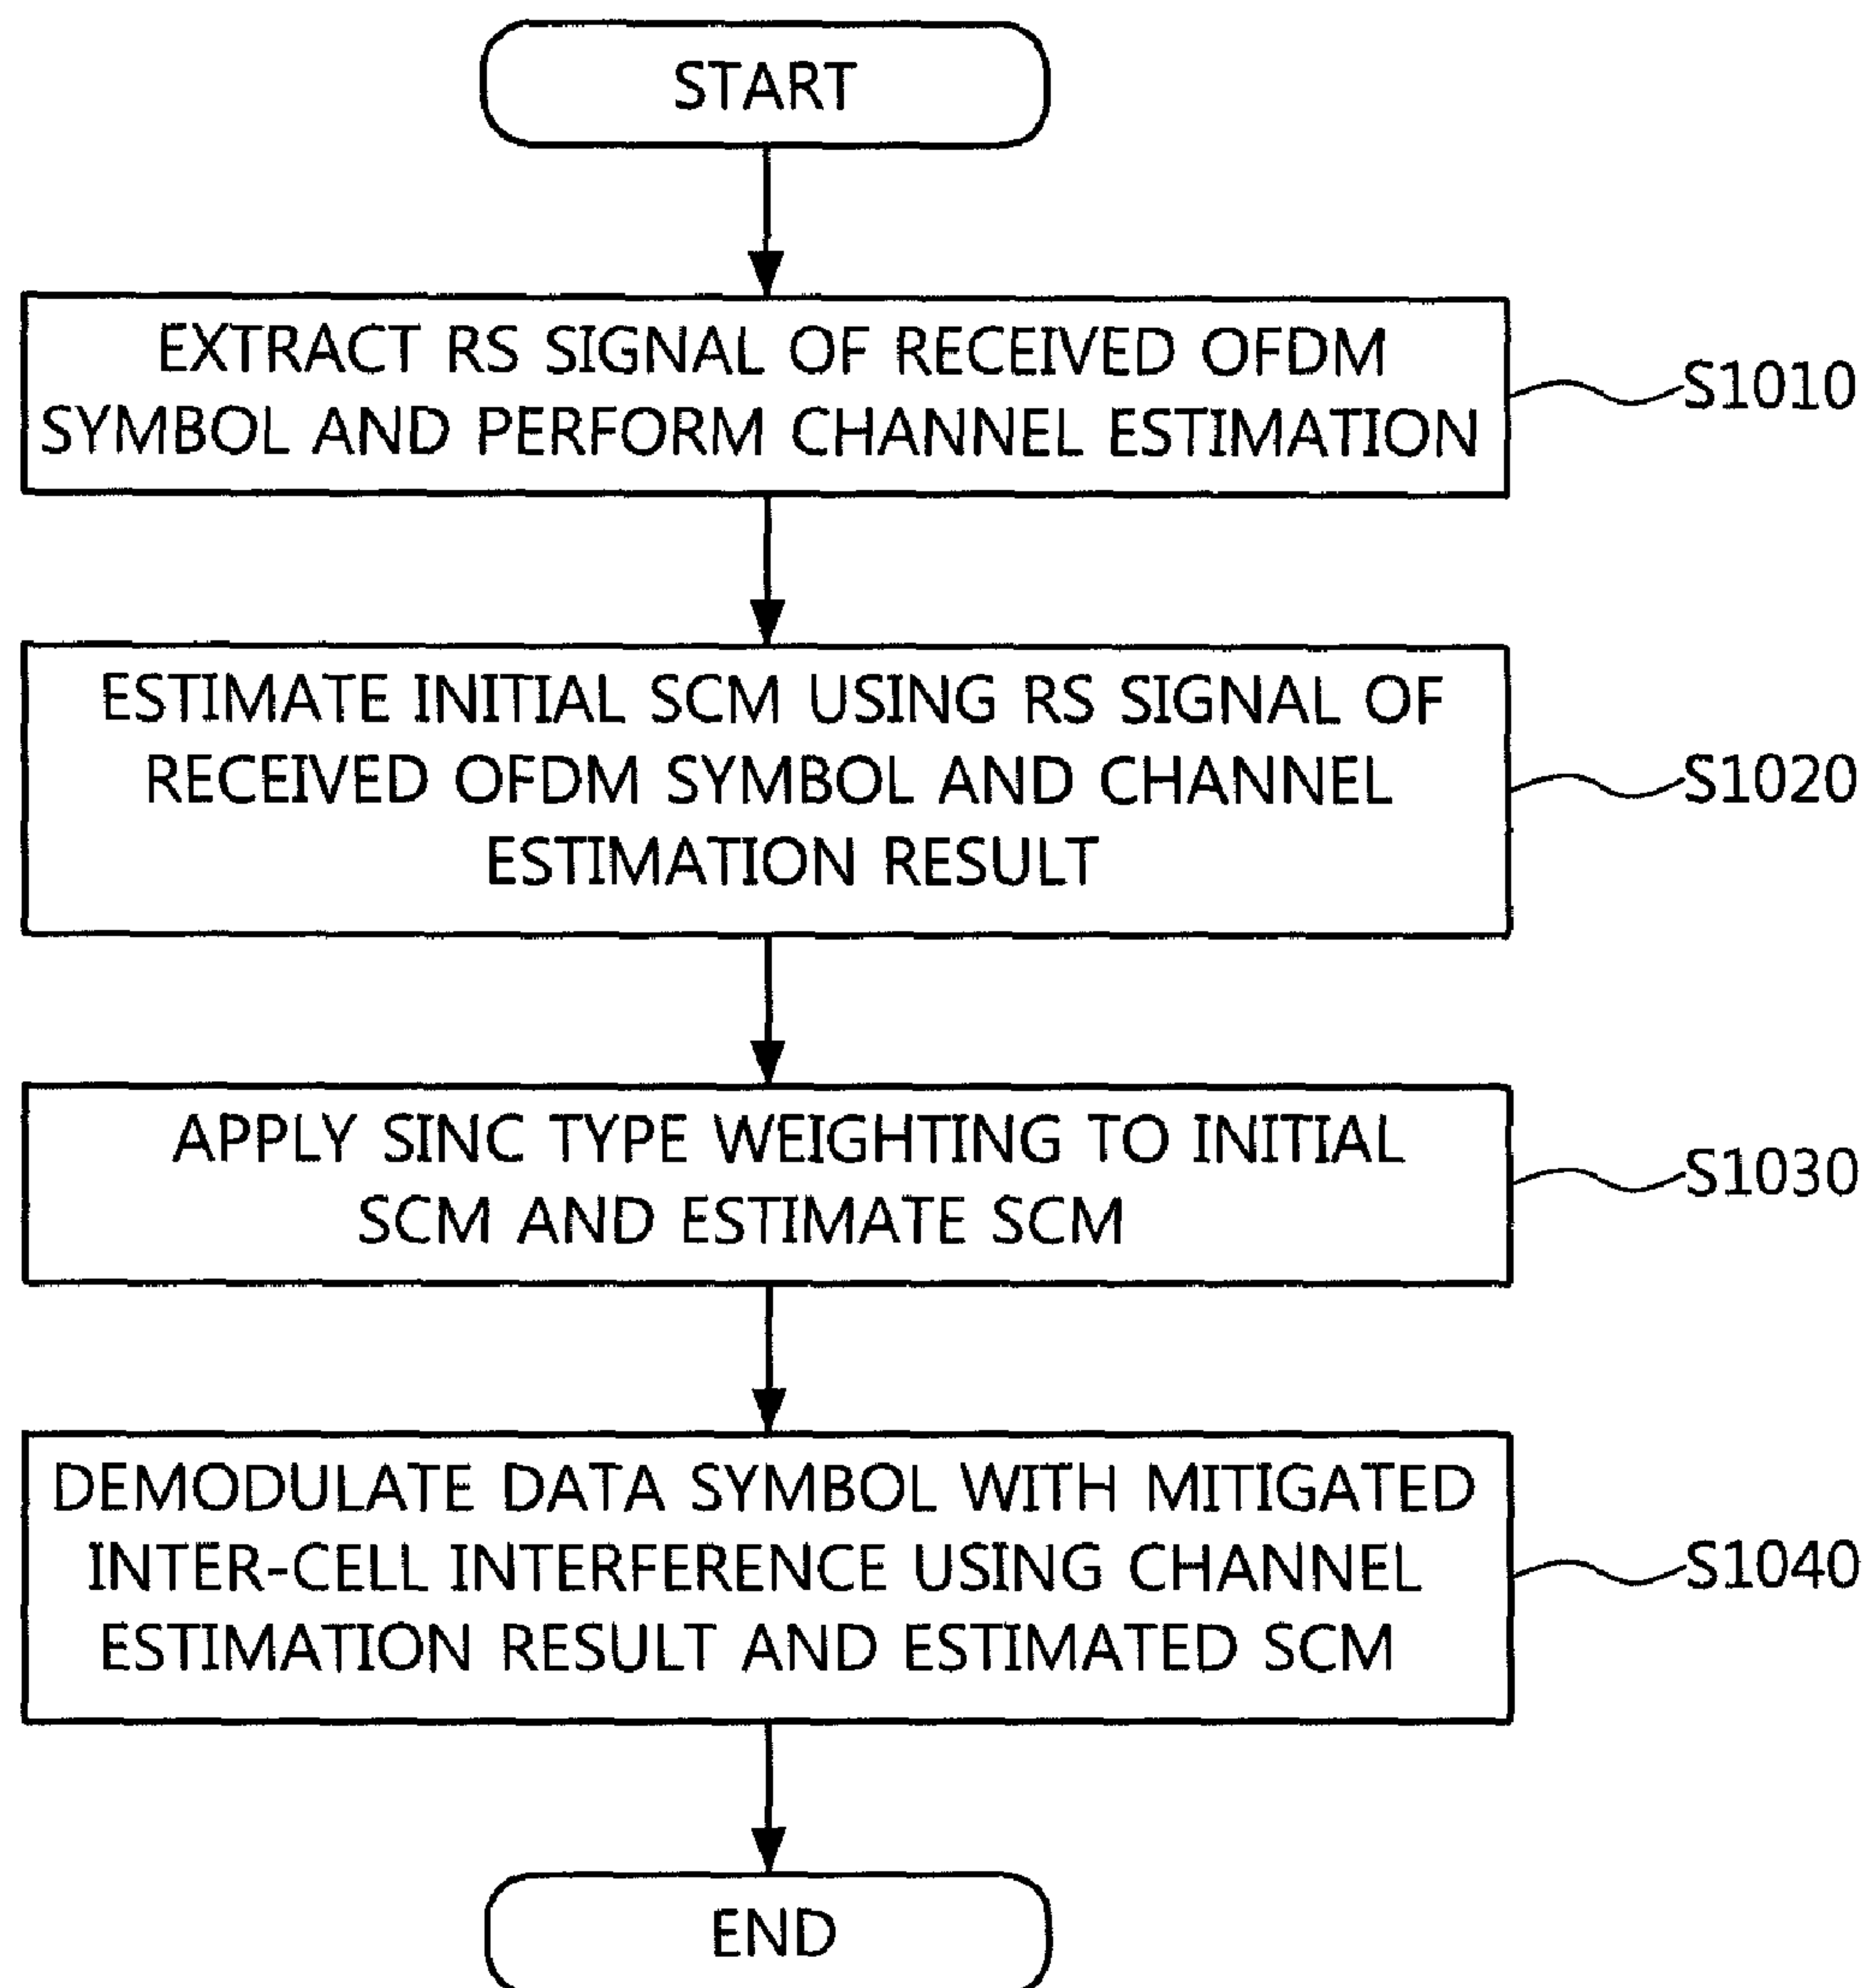 START
EXTRACT RS SIGNAL OF RECEIVED OFDM
SYMBOL AND PERFORM CHANNEL ESTIMATION
S1010
ESTIMATE INITIAL SCM USING RS SIGNAL OF
RECEIVED OFDM SYMBOL AND CHANNEL
ESTIMATION RESULT
S1020
APPLY SINC TYPE WEIGHTING TO INITIAL
SCM AND ESTIMATE SCM
S1030
DEMODULATE DATA SYMBOL WITH MITIGATED
INTER-CELL INTERFERENCE USING CHANNEL
ESTIMATION RESULT AND ESTIMATED SCM
S1040
END